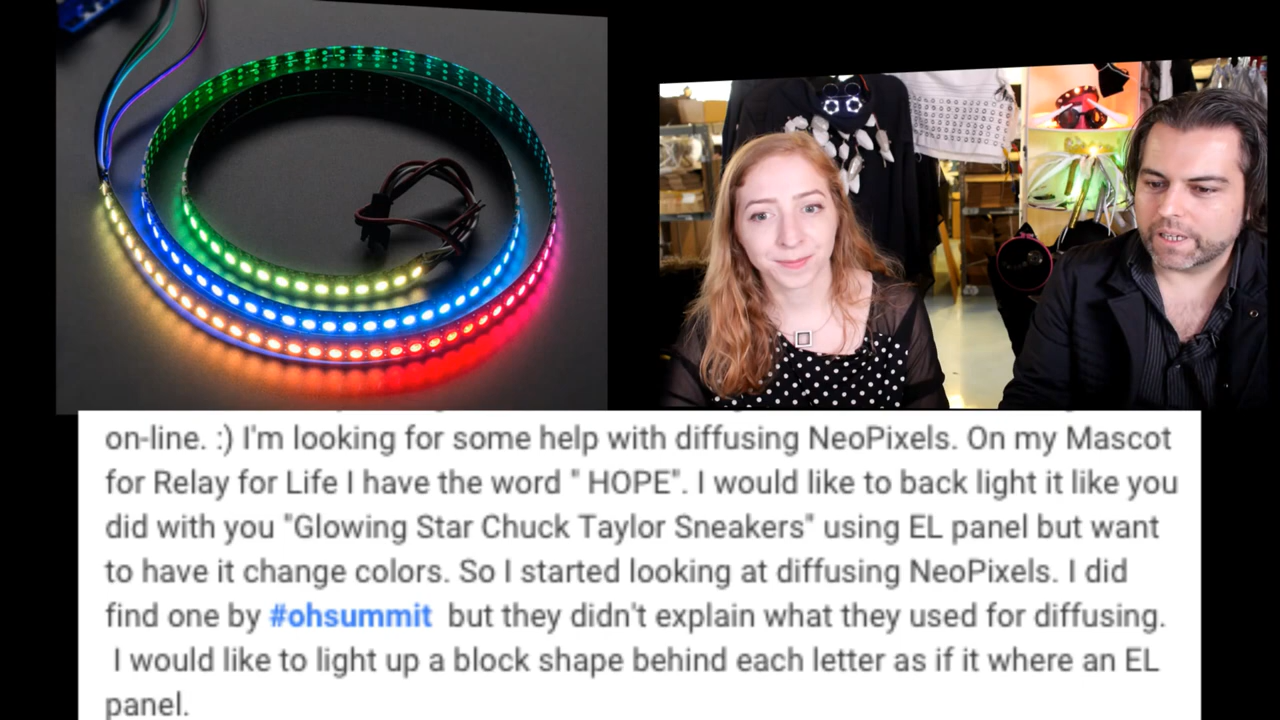 on-line. :) I'm looking for some help with diffusing NeoPixels. On my Mascot
for Relay for Life I have the word " HOPE". I would like to back light it like you
did with you "Glowing Star Chuck Taylor Sneakers" using EL panel but want
to have it change colors. So I started looking at diffusing NeoPixels. I did
find one by #ohsummit but they didn't explain what they used for diffusing.
I would like to light up a block shape behind each letter as if it where an EL
panel.